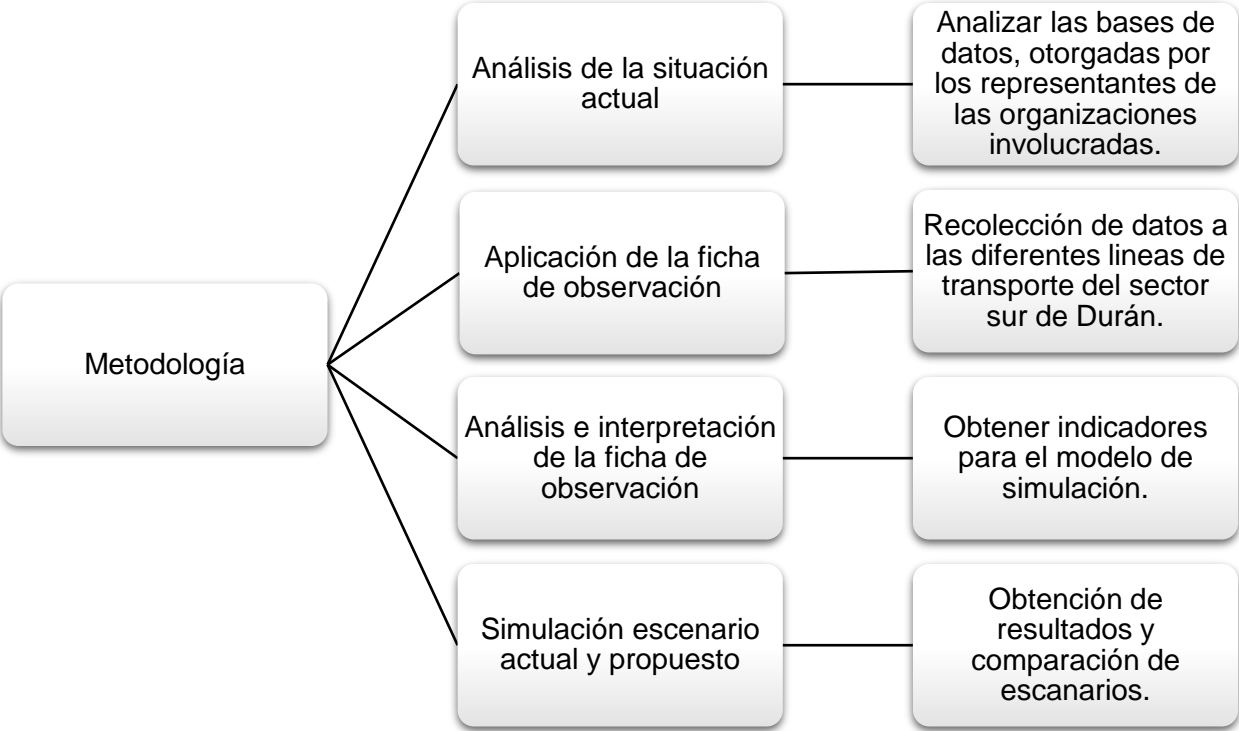 Metodología
Análisis de la situación
actual
Analizar las bases de
datos, otorgadas por
los representantes de
las organizaciones
involucradas.
Aplicación de la ficha
de observación
Recolección de datos a
las diferentes lineas de
transporte del sector
sur de Durán.
Análisis e interpretación
de la ficha de
observación
Obtener indicadores
para el modelo de
simulación.
Simulación escenario
actual y propuesto
Obtención de
resultados y
comparación de
escanarios.